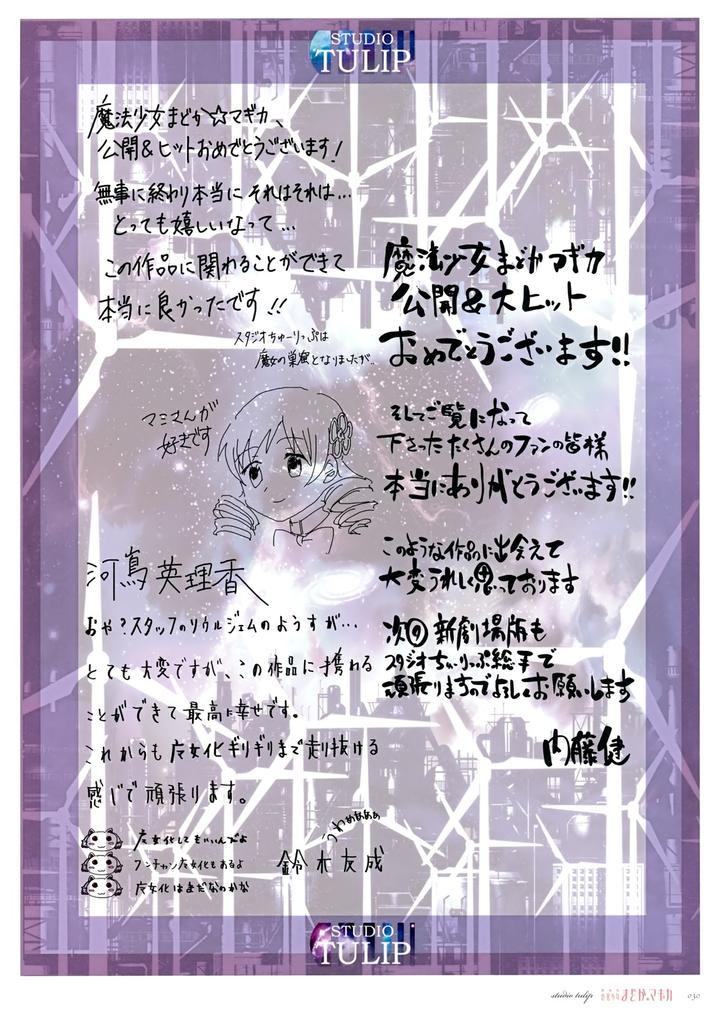 STUDIO
TULIP
魔法少女まどか☆マギカ、
公開&ヒットおめでとうございます!
無事に終わり本当に それはそれは…
とっても嬉しいなって…
この作品に関わることができて
本当に良かったです!!
スタジオちゅーりっぷは
魔女の巣窟となりましたが..
マミさんが
好きです
河嶌 英理香
おや?スタッフのソウルジェムのようすが…
とても大変ですが、この作品に携わる
ことができて最高に幸せです。
これからも魔女化ギリギリまで走り抜ける
感じで頑張ります。
魔女化してもいいんだよ
ワンチャン魔女化もあるよ
魔女化はまだなのかな
うわぁぁぁぁ
鈴木友成
魔法少女まどかマギカ
公開&大ヒット
おめでとうございます!!
そしてご覧になって
下さったたくさんのファンの皆様
本当にありがとうございます!!
このような作品に出会えて
大変うれしく思っております
次回 新劇場版も
スタジオちゅーりっぷ総手で
頑張りますのでよろしくお願いします
内藤健
STUDIO
TULIP
studio tulip
魔法少女まどか☆マギカ
030